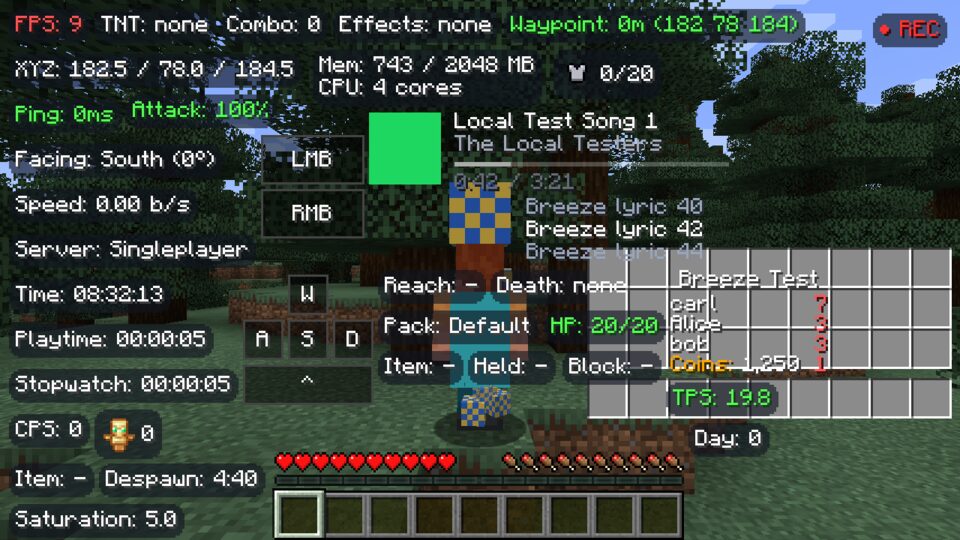 FPS: 9 TNT: none Combo: 0 Effects: none Waypoint: 0m (182 78 184)
REC
XYZ: 182.5 / 78.0 / 184.5
Mem: 743 / 2048 MB
CPU: 4 cores
0/20
Ping: 0ms
Attack: 100%
Local Test Song 1
The Local Testers
0:42 / 3:21
Facing: South (0°)
LMB
Speed: 0.00 b/s
RMB
Breeze lyric 40
Breeze lyric 42
Breeze lyric 44
Server: Singleplayer
Time: 08:32:13
W
Reach: - Death: none
Breeze Test
carl 7
Alice 3
bob 3
Coins: 1,250 1
Playtime: 00:00:05
A S D
Pack: Default HP: 20/20
Item: - Held: - Block: -
Stopwatch: 00:00:05
^
TPS: 19.8
CPS: 0
0
Day: 0
Item: - Despawn: 4:40
Saturation: 5.0